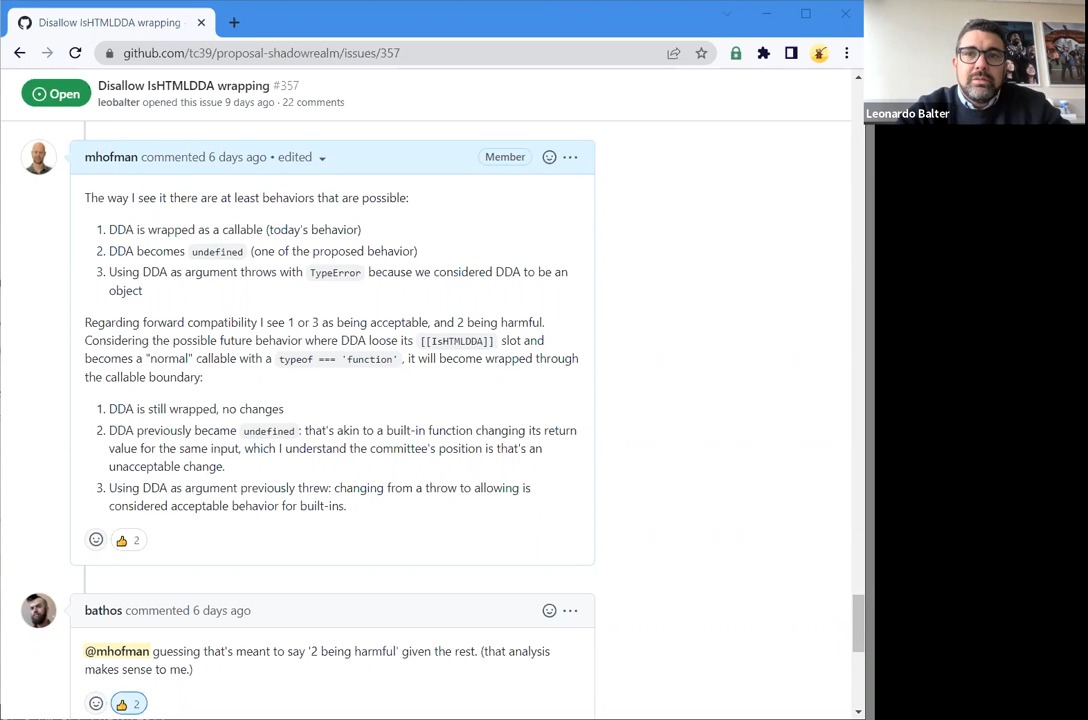 Disallow IsHTMLDDA wrapping
github.com/tc39/proposal-shadowrealm/issues/357
Leonardo Balter
Open
Disallow IsHTMLDDA wrapping #357
leobalter opened this issue 9 days ago · 22 comments
mhofman commented 6 days ago • edited
Member
The way I see it there are at least behaviors that are possible:
1. DDA is wrapped as a callable (today's behavior)
2. DDA becomes undefined (one of the proposed behavior)
3. Using DDA as argument throws with TypeError because we considered DDA to be an
object
Regarding forward compatibility I see 1 or 3 as being acceptable, and 2 being harmful.
Considering the possible future behavior where DDA loose its [[IsHTMLDDA]] slot and
becomes a "normal" callable with a typeof === 'function', it will become wrapped through
the callable boundary:
1. DDA is still wrapped, no changes
2. DDA previously became undefined: that's akin to a built-in function changing its return
value for the same input, which I understand the committee's position is that's an
unacceptable change.
3. Using DDA as argument previously threw: changing from a throw to allowing is
considered acceptable behavior for built-ins.
2
bathos commented 6 days ago
@mhofman guessing that's meant to say '2 being harmful' given the rest. (that analysis
makes sense to me.)
2